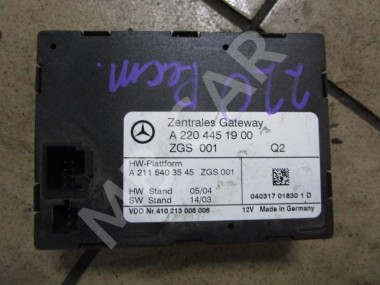 220 Рест.
Zentrales Gateway
A 220 445 19 00
ZGS 001 Q2
HW-Plattform
A 211 540 35 45 ZGS 001
HW Stand 05/04
SW Stand 14/03
040317 01830 1 D
VDO Nr.410 213 008 006 12V Made in Germany